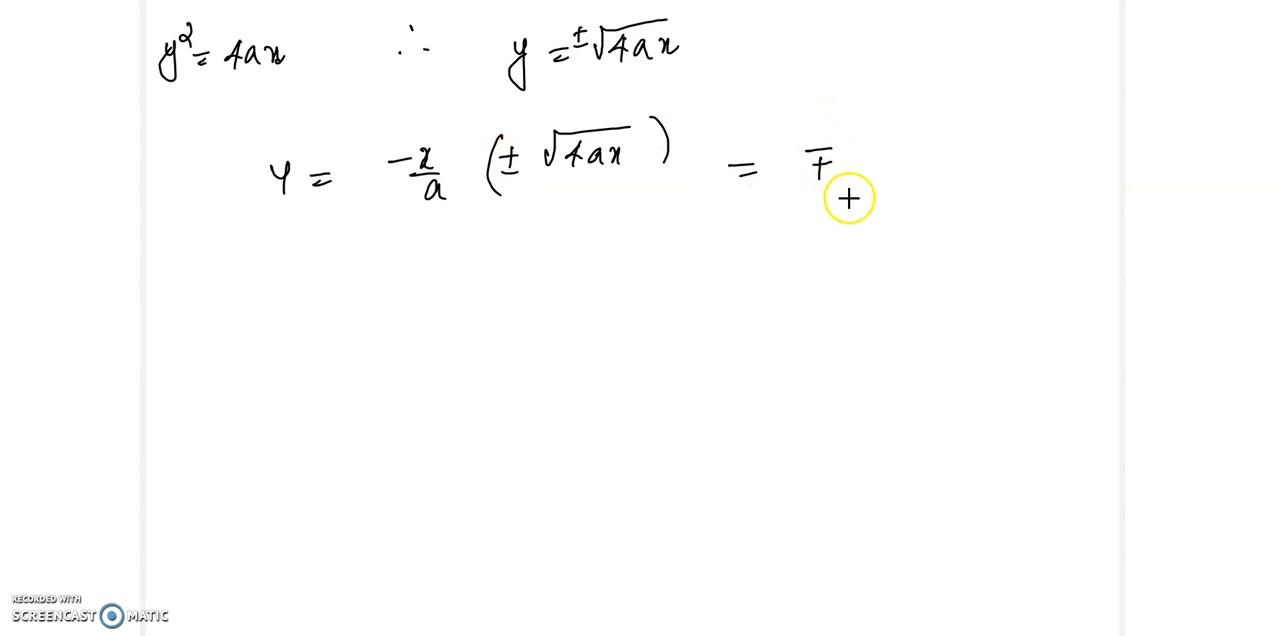 y² = 4ax ∴ y = ±√4ax
Y = -x/a (± √4ax) = ∓
RECORDED WITH
SCREENCAST MATIC